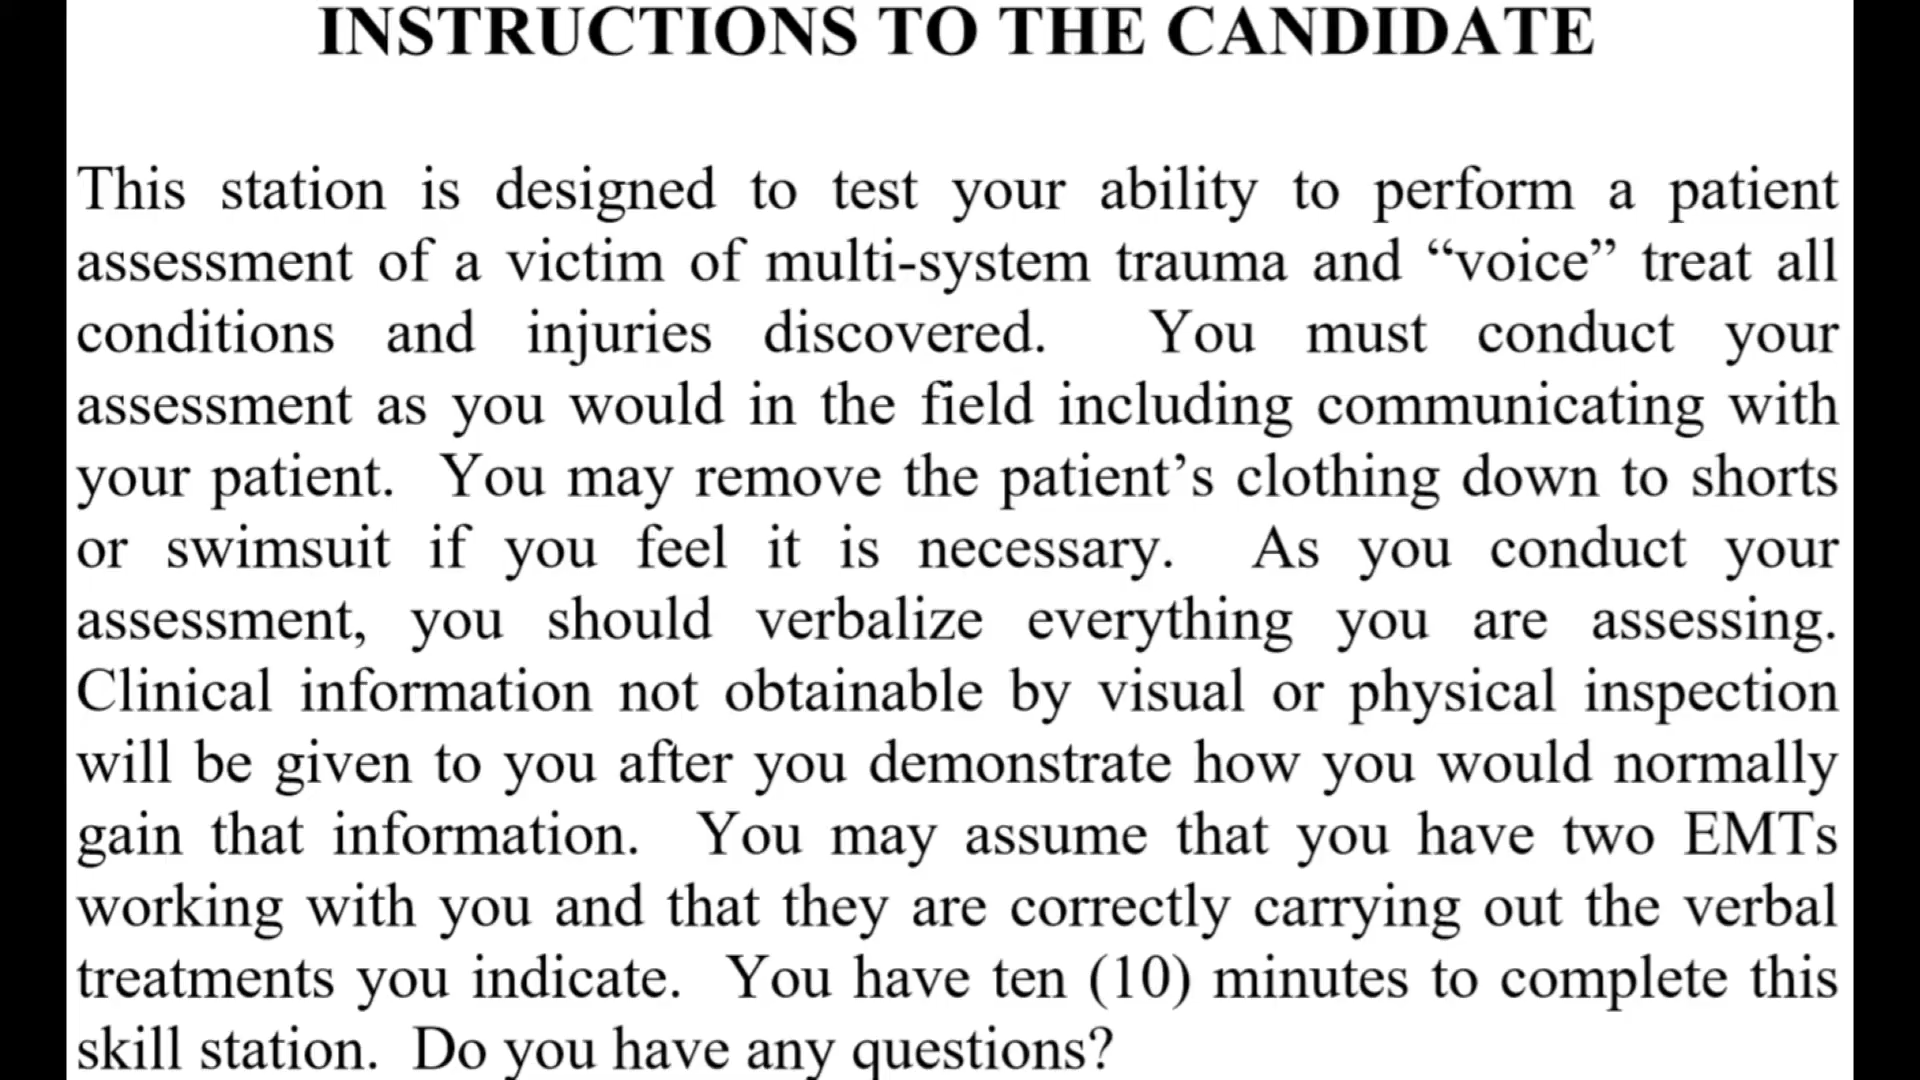 INSTRUCTIONS TO THE CANDIDATE
This station is designed to test your ability to perform a patient
assessment of a victim of multi-system trauma and “voice” treat all
conditions and injuries discovered. You must conduct your
assessment as you would in the field including communicating with
your patient. You may remove the patient’s clothing down to shorts
or swimsuit if you feel it is necessary. As you conduct your
assessment, you should verbalize everything you are assessing.
Clinical information not obtainable by visual or physical inspection
will be given to you after you demonstrate how you would normally
gain that information. You may assume that you have two EMTs
working with you and that they are correctly carrying out the verbal
treatments you indicate. You have ten (10) minutes to complete this
skill station. Do you have any questions?